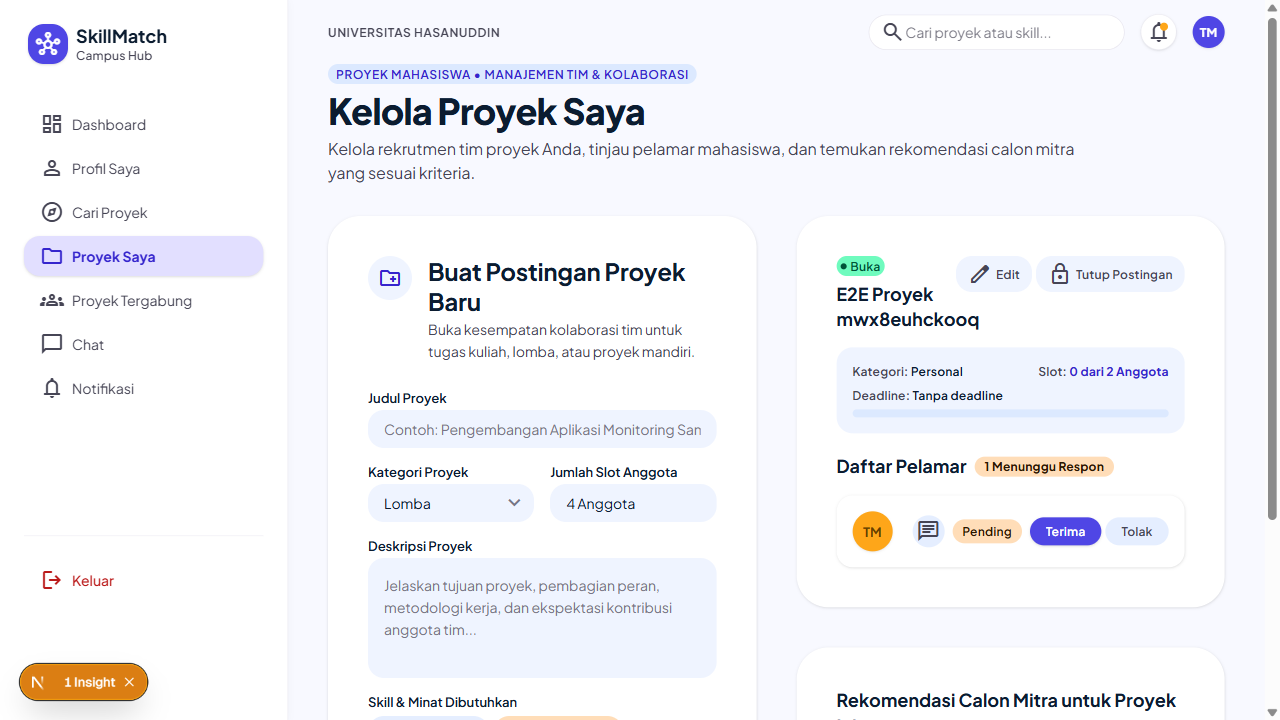 SkillMatch
Campus Hub
Dashboard
Profil Saya
Cari Proyek
Proyek Saya
Proyek Tergabung
Chat
Notifikasi
Keluar
1 Insight
UNIVERSITAS HASANUDDIN
Cari proyek atau skill...
TM
PROYEK MAHASISWA • MANAJEMEN TIM & KOLABORASI
Kelola Proyek Saya
Kelola rekrutmen tim proyek Anda, tinjau pelamar mahasiswa, dan temukan rekomendasi calon mitra
yang sesuai kriteria.
Buat Postingan Proyek
Baru
Buka kesempatan kolaborasi tim untuk
tugas kuliah, lomba, atau proyek mandiri.
Judul Proyek
Contoh: Pengembangan Aplikasi Monitoring San
Kategori Proyek
Jumlah Slot Anggota
Lomba
4 Anggota
Deskripsi Proyek
Jelaskan tujuan proyek, pembagian peran,
metodologi kerja, dan ekspektasi kontribusi
anggota tim...
Skill & Minat Dibutuhkan
• Buka
Edit
Tutup Postingan
E2E Proyek
mwx8euhckooq
Kategori: Personal
Slot: 0 dari 2 Anggota
Deadline: Tanpa deadline
Daftar Pelamar
1 Menunggu Respon
TM
Pending
Terima
Tolak
Rekomendasi Calon Mitra untuk Proyek